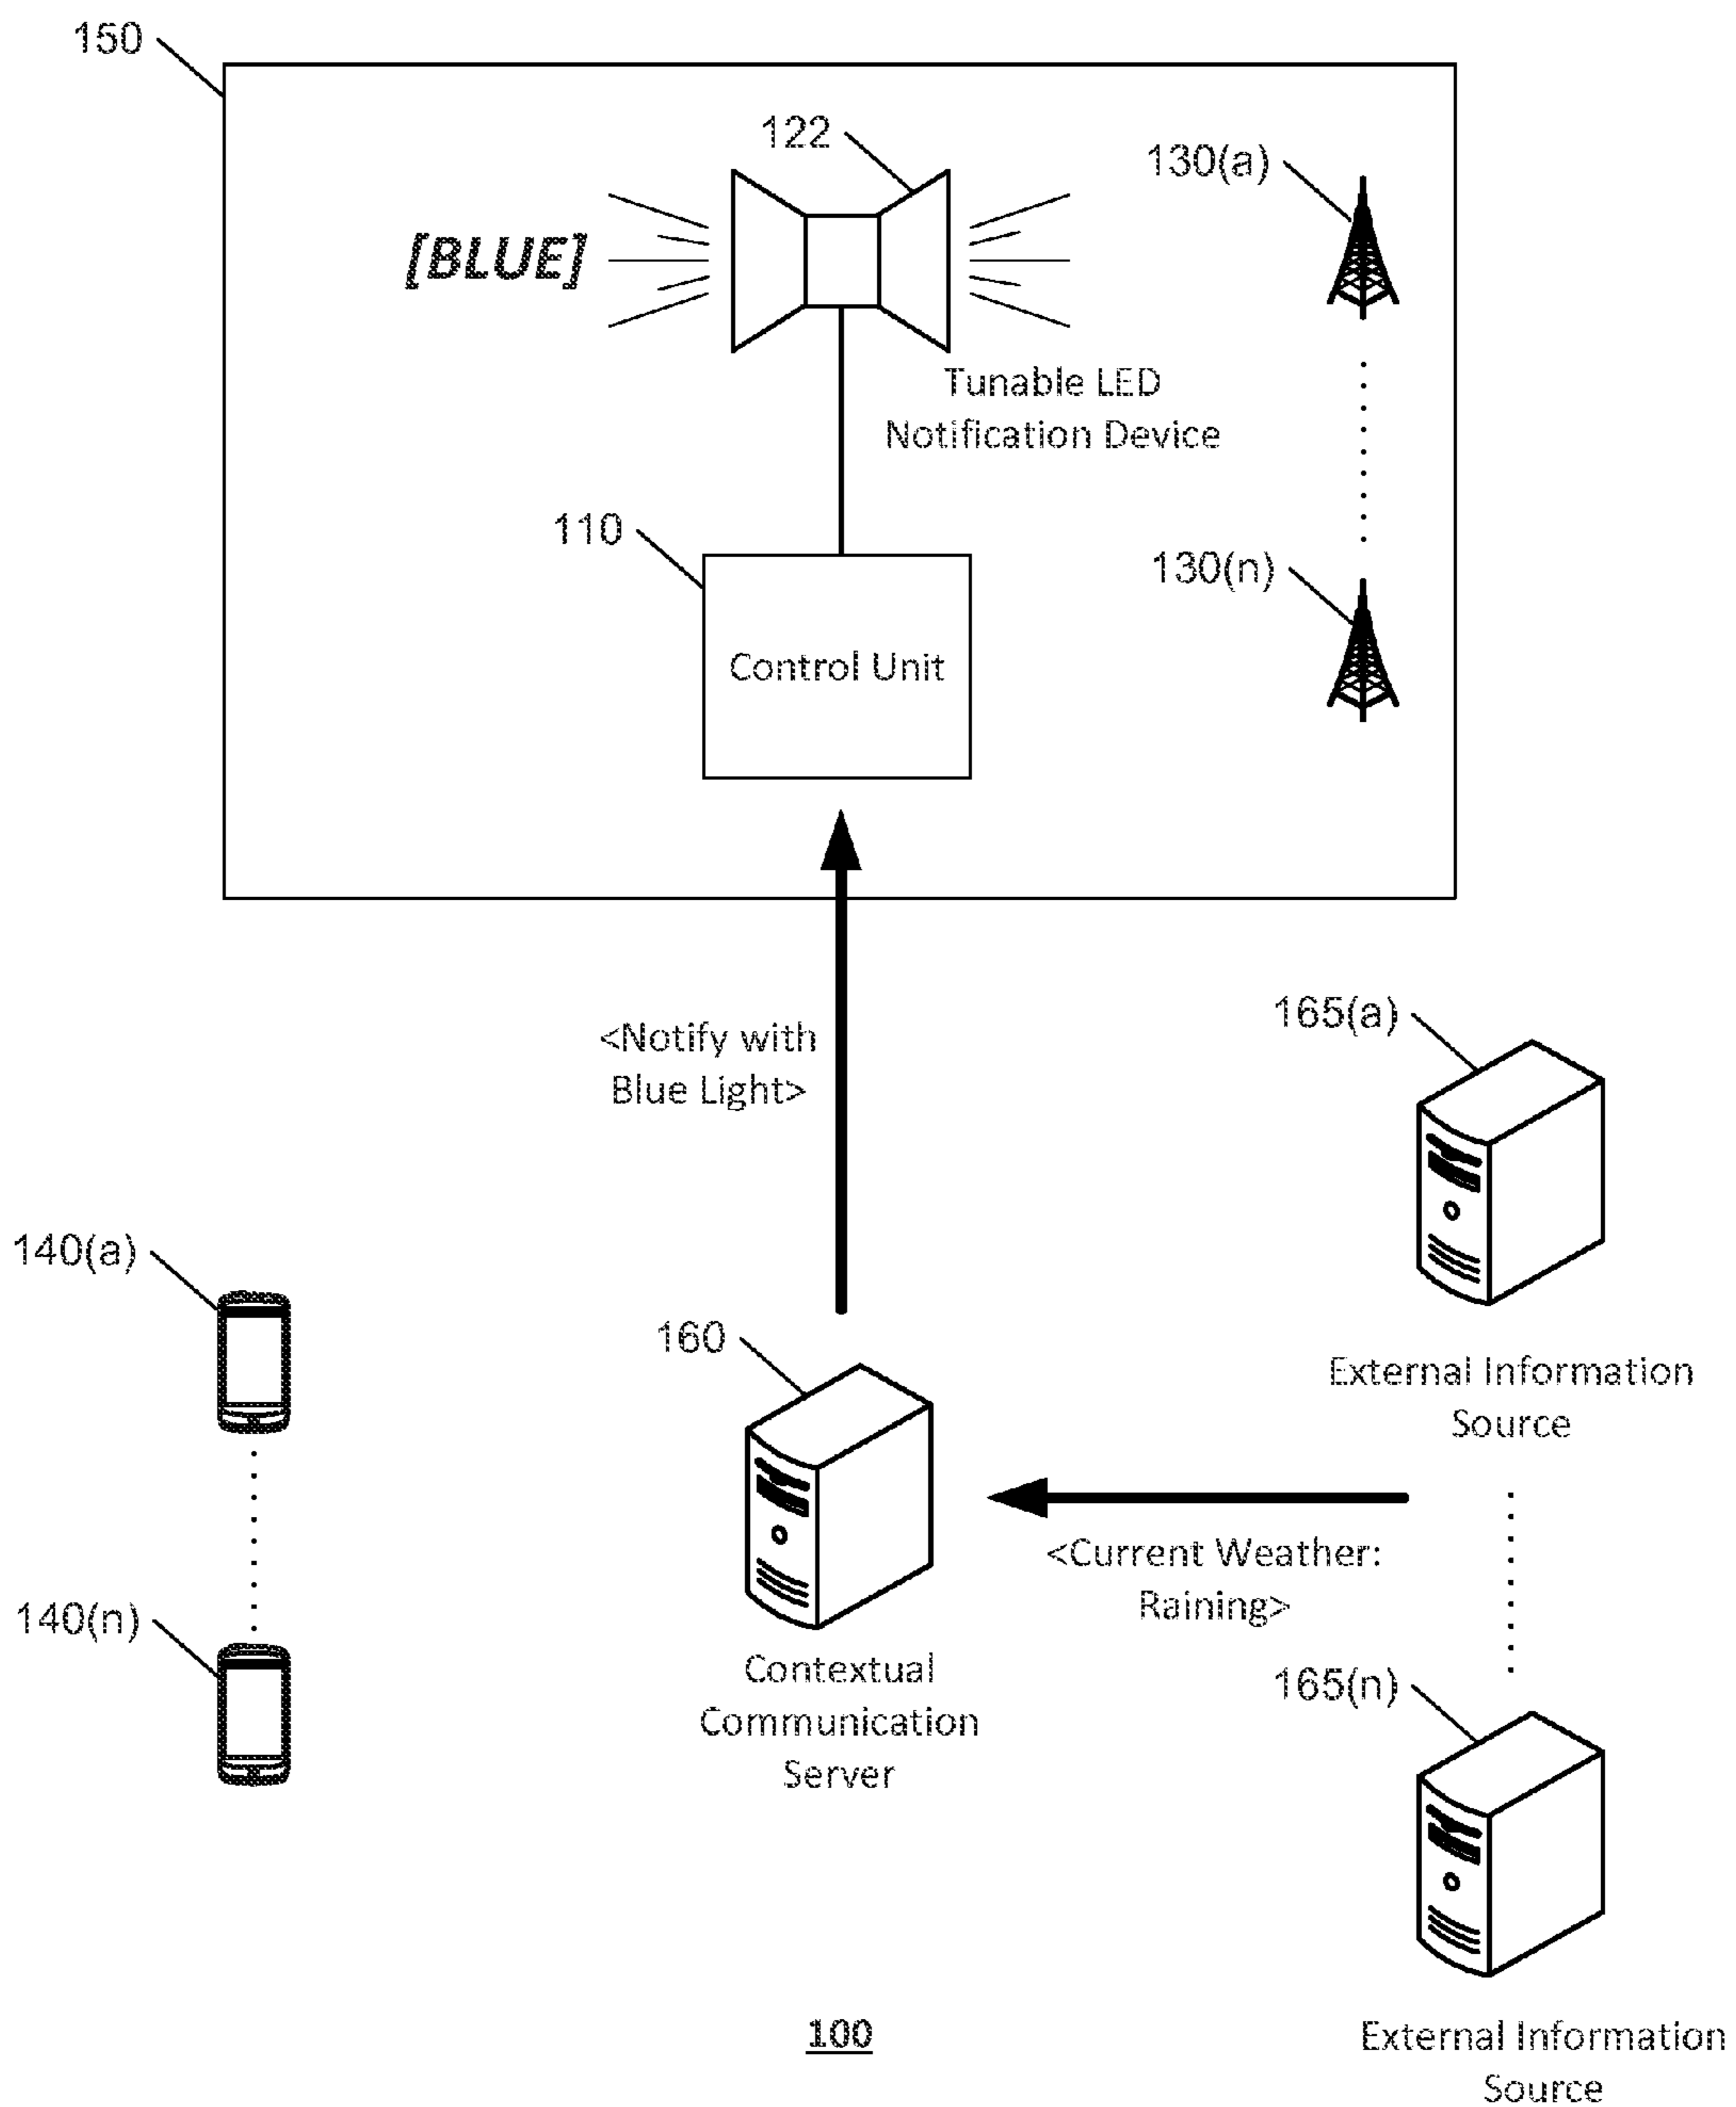 150
122
130(a)
[BLUE]
Tunable LED
Notification Device
110
130(n)
Control Unit
<Notify with
Blue Light>
165(a)
140(a)
160
External Information
Source
<Current Weather:
Raining>
140(n)
Contextual
Communication
Server
165(n)
100
External Information
Source